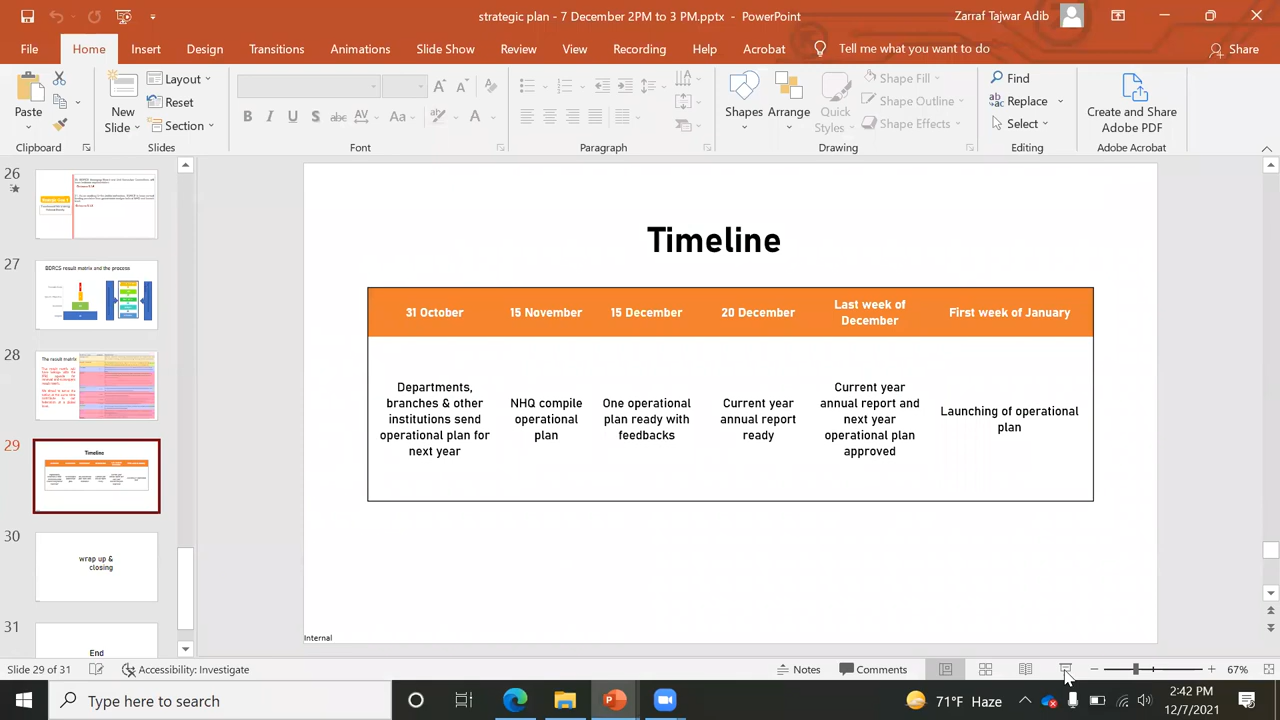 strategic plan - 7 December 2PM to 3 PM.pptx - PowerPoint
Zarraf Tajwar Adib
File Home Insert Design Transitions Animations Slide Show Review View Recording Help Acrobat Tell me what you want to do Share
Paste
New Slide
Layout
Reset
Section
Shapes
Arrange
Quick Styles
Shape Fill
Shape Outline
Shape Effects
Find
Replace
Select
Create and Share Adobe PDF
Clipboard Slides Font Paragraph Drawing Editing Adobe Acrobat
26
27
BDRCS result matrix and the process
28
The result matrix
29
Timeline
30
wrap up &
closing
31
End
Timeline
31 October
15 November
15 December
20 December
Last week of
December
First week of January
Departments,
branches & other
institutions send
operational plan for
next year
NHQ compile
operational
plan
One operational
plan ready with
feedbacks
Current year
annual report
ready
Current year
annual report and
next year
operational plan
approved
Launching of operational
plan
Internal
Slide 29 of 31
Accessibility: Investigate
Notes
Comments
67%
Type here to search
71°F Haze
2:42 PM
12/7/2021